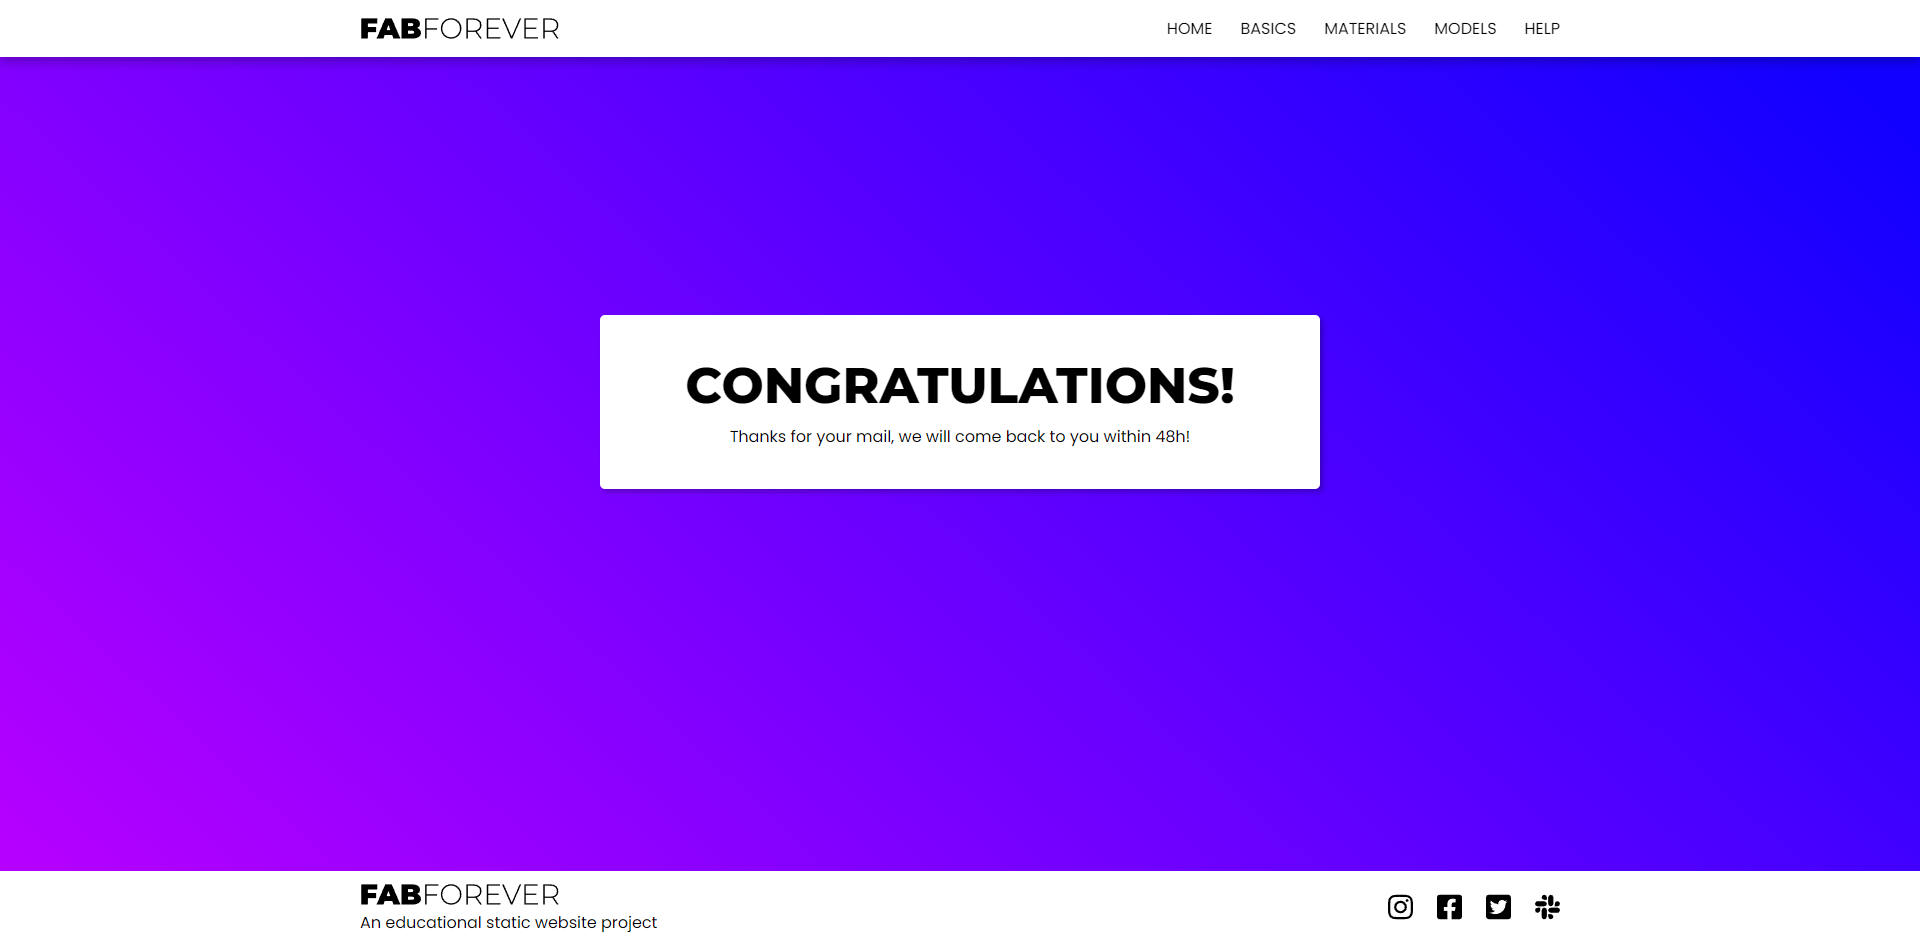 FABFOREVER
HOME BASICS MATERIALS MODELS HELP
CONGRATULATIONS!
Thanks for your mail, we will come back to you within 48h!
FABFOREVER
An educational static website project